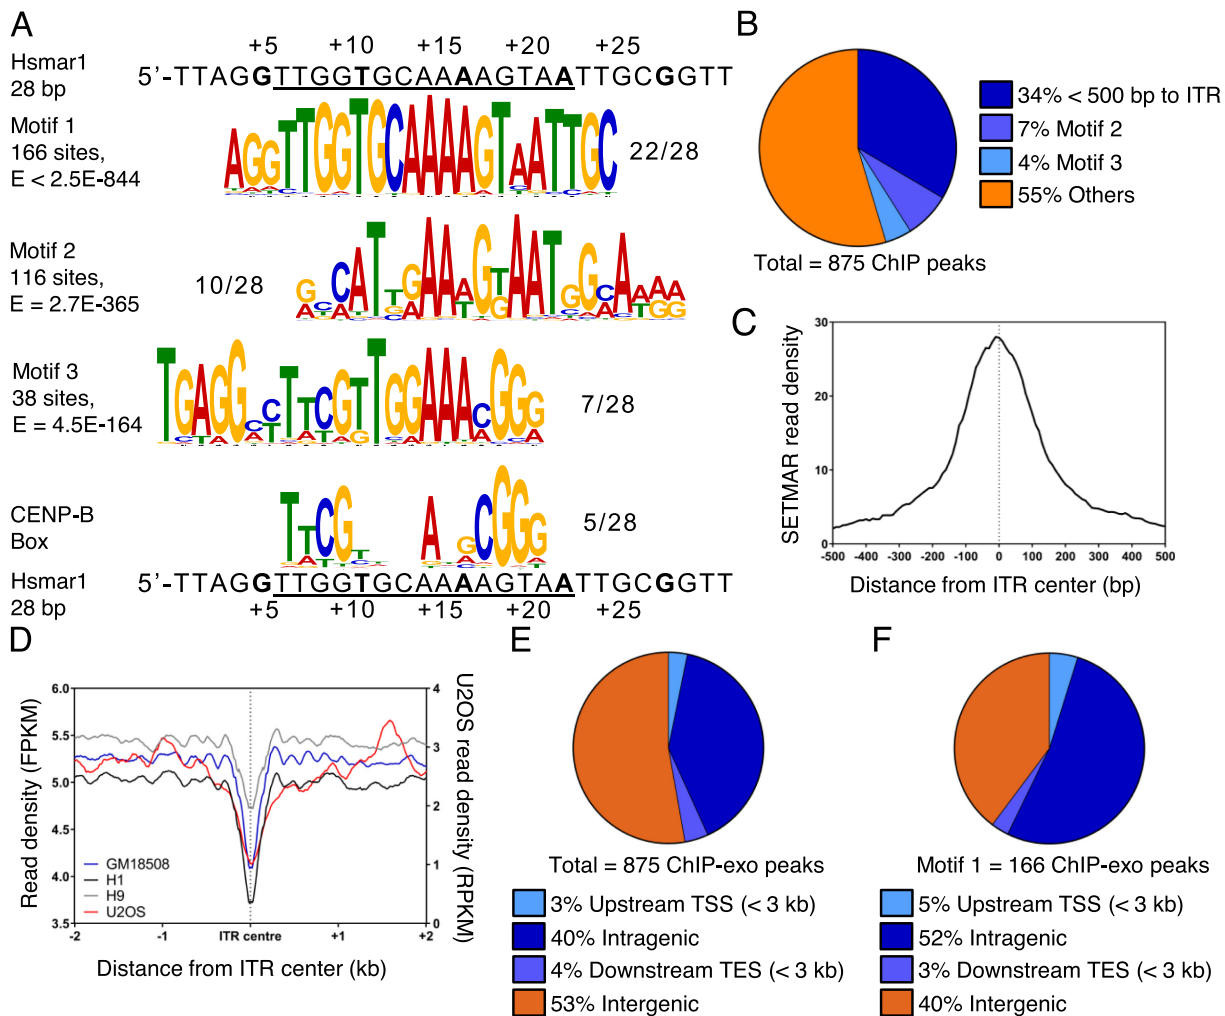 A
+5 +10 +15 +20 +25
Hsmar1
28 bp
5'-TTAGGTTGGTGCAAAAGTAATTGCGGTT
Motif 1
166 sites,
E < 2.5E-844
AGGTTGGTGCAAAAGTAATTGC
22/28
Motif 2
116 sites,
E = 2.7E-365
10/28
Motif 3
38 sites,
E = 4.5E-164
TGAGGCCTTCGTTGGAAACGGG
7/28
CENP-B
Box
5/28
Hsmar1
28 bp
5'-TTAGGTTGGTGCAAAAGTAATTGCGGTT
+5 +10 +15 +20 +25
B
34% < 500 bp to ITR
7% Motif 2
4% Motif 3
55% Others
Total = 875 ChIP peaks
C
SETMAR read density
30
20
10
0
-500 -400 -300 -200 -100 0 100 200 300 400 500
Distance from ITR center (bp)
D
Read density (FPKM)
6.0
5.5
5.0
4.5
4.0
3.5
U2OS read density (RPKM)
4
3
2
1
0
GM18508
H1
H9
U2OS
-2 -1 ITR centre +1 +2
Distance from ITR center (kb)
E
Total = 875 ChIP-exo peaks
3% Upstream TSS (< 3 kb)
40% Intragenic
4% Downstream TES (< 3 kb)
53% Intergenic
F
Motif 1 = 166 ChIP-exo peaks
5% Upstream TSS (< 3 kb)
52% Intragenic
3% Downstream TES (< 3 kb)
40% Intergenic